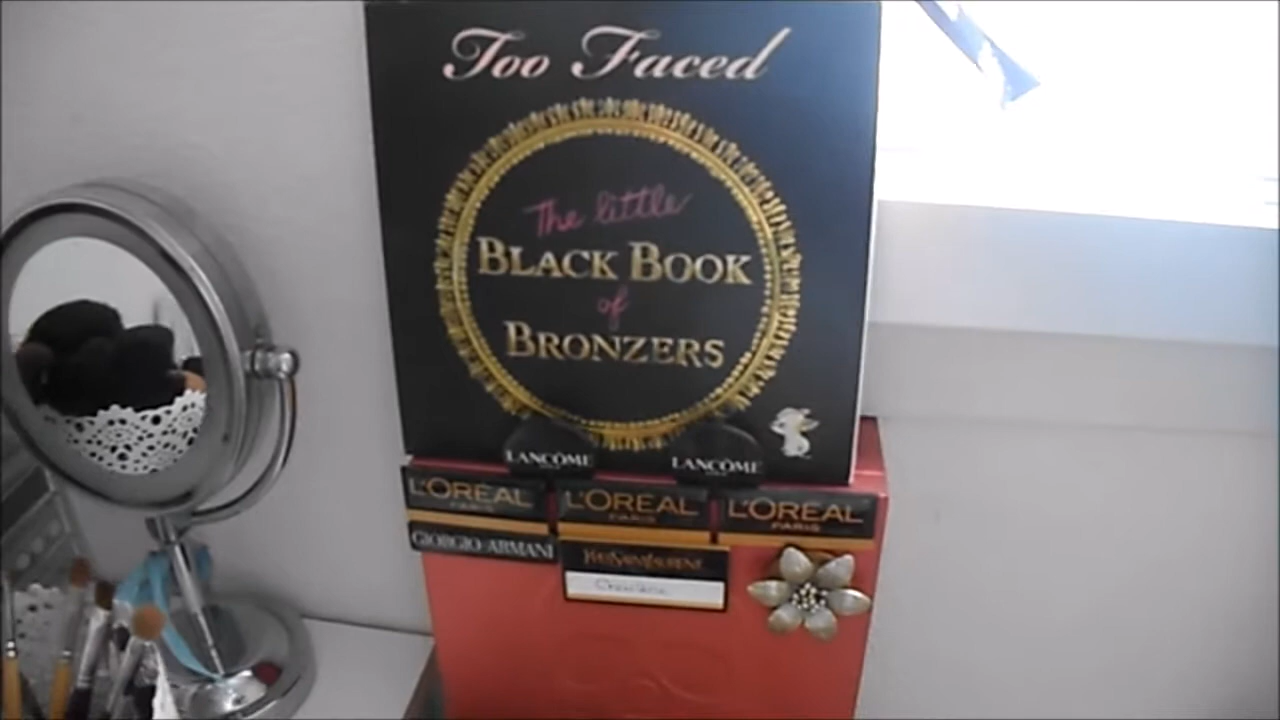 Too Faced
The little
BLACK BOOK
of
BRONZERS
LANCÔME
LANCÔME
L'ORÉAL
PARIS
L'ORÉAL
PARIS
L'ORÉAL
PARIS
GIORGIO ARMANI
YVESSAINTLAURENT